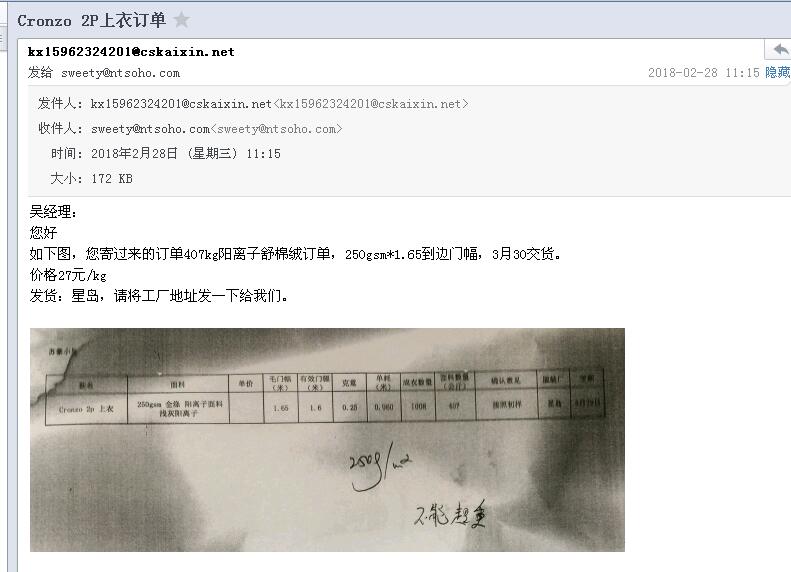 Cronzo 2P上衣订单
kx15962324201@cskaixin.net
发给 sweety@ntsoho.com
2018-02-28 11:15 隐藏
发件人: kx15962324201@cskaixin.net<kx15962324201@cskaixin.net>
收件人: sweety@ntsoho.com<sweety@ntsoho.com>
时间: 2018年2月28日 (星期三) 11:15
大小: 172 KB
吴经理：
您好
如下图，您寄过来的订单407kg阳离子舒棉绒订单，250gsm*1.65到边门幅，3月30交货。
价格27元/kg
发货：星岛，请将工厂地址发一下给我们。
款名 面料 单价 毛门幅（米） 有效门幅（米） 克重 单耗（米） 成衣数量 面料数量（公斤） 确认意见 服装厂 交期
Cronzo 2p 上衣 250gsm 全涤 阳离子面料 浅灰阳离子 1.65 1.6 0.25 0.960 1008 407 按照初样 星岛
250g/m2
不能超重